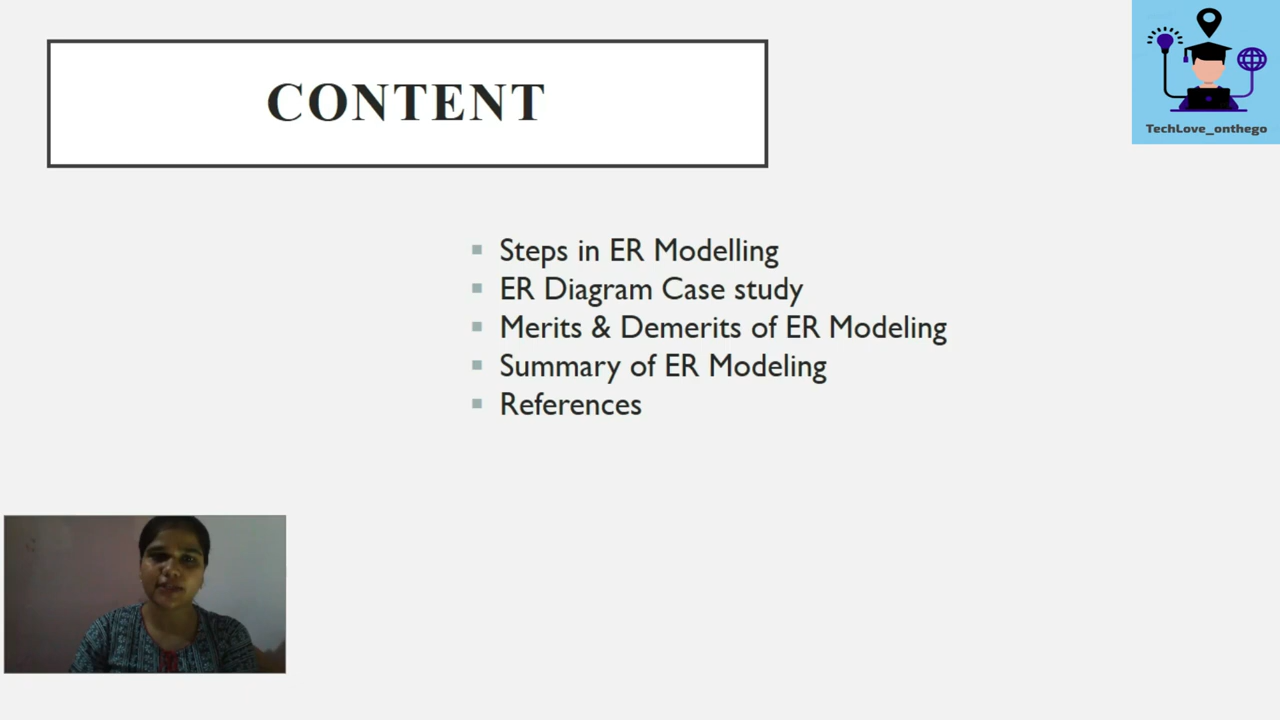 CONTENT
TechLove_onthego
Steps in ER Modelling
ER Diagram Case study
Merits & Demerits of ER Modeling
Summary of ER Modeling
References